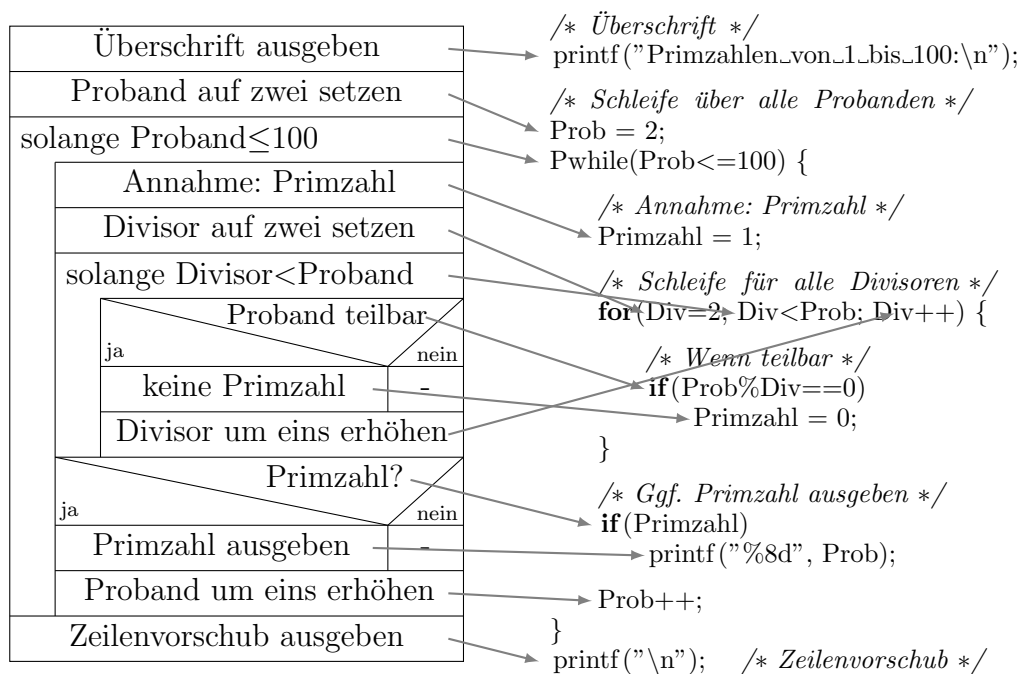 Überschrift ausgeben
Proband auf zwei setzen
solange Proband≤100
Annahme: Primzahl
Divisor auf zwei setzen
solange Divisor<Proband
Proband teilbar
ja
nein
keine Primzahl
-
Divisor um eins erhöhen
Primzahl?
ja
nein
Primzahl ausgeben
-
Proband um eins erhöhen
Zeilenvorschub ausgeben
/* Überschrift */
printf("Primzahlen␣von␣1␣bis␣100:\n");
/* Schleife über alle Probanden */
Prob = 2;
Pwhile(Prob<=100) {
/* Annahme: Primzahl */
Primzahl = 1;
/* Schleife für alle Divisoren */
for(Div=2; Div<Prob; Div++) {
/* Wenn teilbar */
if(Prob%Div==0)
Primzahl = 0;
}
/* Ggf. Primzahl ausgeben */
if(Primzahl)
printf("%8d", Prob);
Prob++;
}
printf("\n"); /* Zeilenvorschub */